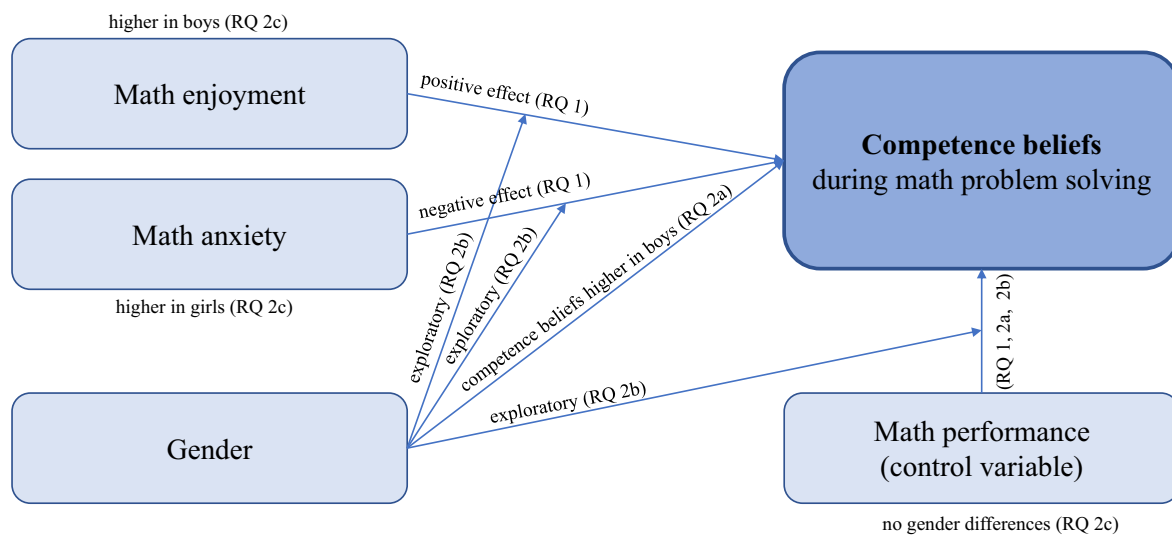 higher in boys (RQ 2c)
Math enjoyment
positive effect (RQ 1)
Competence beliefs
during math problem solving
Math anxiety
negative effect (RQ 1)
higher in girls (RQ 2c)
exploratory (RQ 2b)
exploratory (RQ 2b)
competence beliefs higher in boys (RQ 2a)
exploratory (RQ 2b)
(RQ 1, 2a, 2b)
Gender
Math performance
(control variable)
no gender differences (RQ 2c)